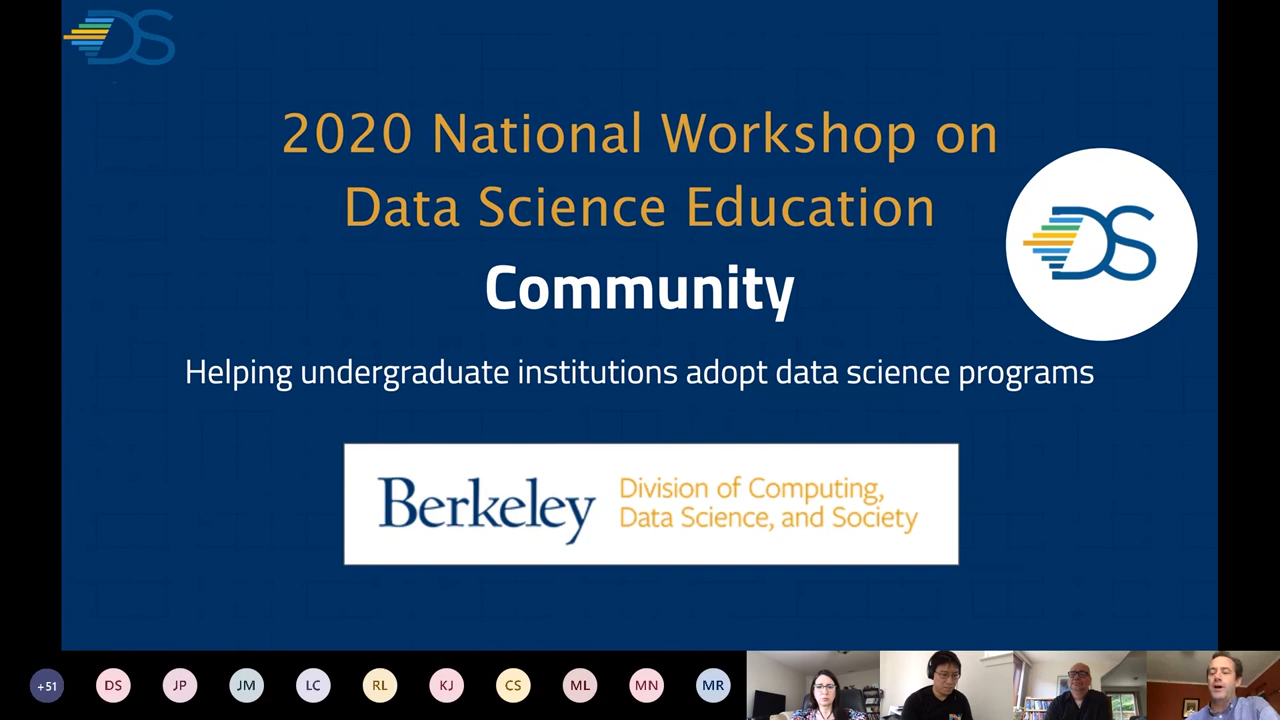 DS
2020 National Workshop on
Data Science Education
DS
Community
Helping undergraduate institutions adopt data science programs
Berkeley
Division of Computing,
Data Science, and Society
+51 DS JP JM LC RL KJ CS ML MN MR